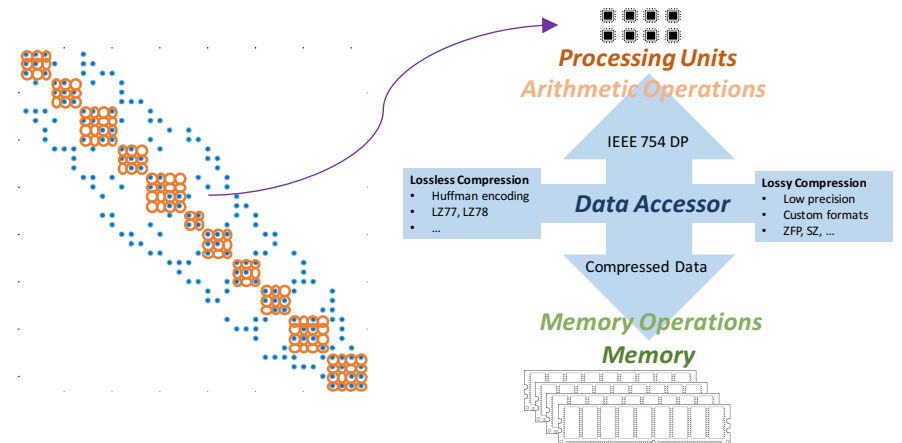 Processing Units
Arithmetic Operations
IEEE 754 DP
Lossless Compression
• Huffman encoding
• LZ77, LZ78
• ...
Data Accessor
Lossy Compression
• Low precision
• Custom formats
• ZFP, SZ, ...
Compressed Data
Memory Operations
Memory